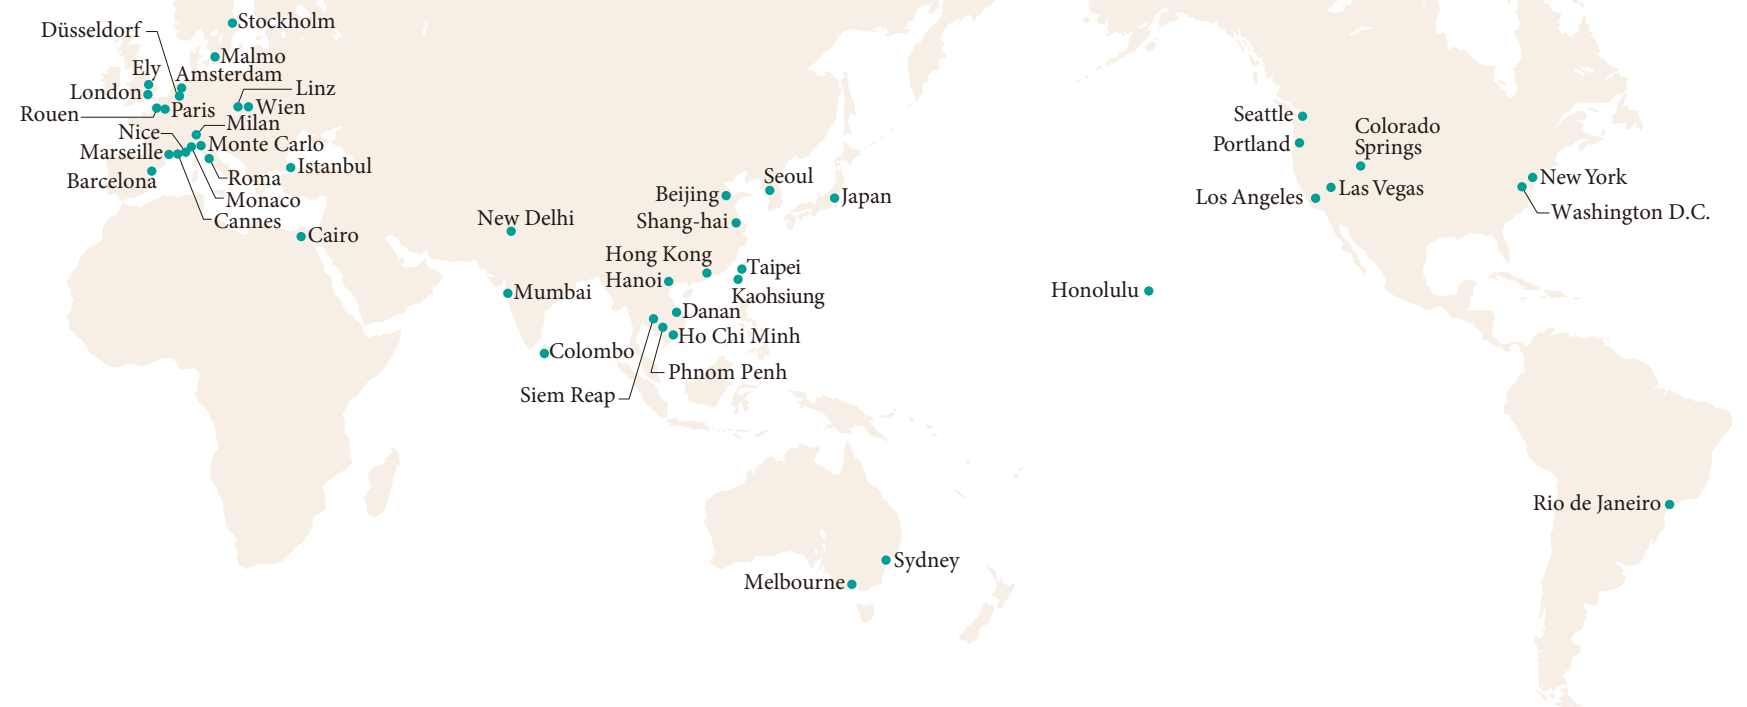 Stockholm
Düsseldorf
Malmo
Ely
Amsterdam
London
Linz
Rouen
Paris
Wien
Nice
Milan
Marseille
Monte Carlo
Barcelona
Roma
Istanbul
Monaco
Cannes
Cairo
New Delhi
Mumbai
Colombo
Beijing
Seoul
Japan
Shang-hai
Hong Kong
Taipei
Hanoi
Kaohsiung
Danan
Ho Chi Minh
Phnom Penh
Siem Reap
Sydney
Melbourne
Honolulu
Seattle
Portland
Colorado
Springs
Los Angeles
Las Vegas
New York
Washington D.C.
Rio de Janeiro